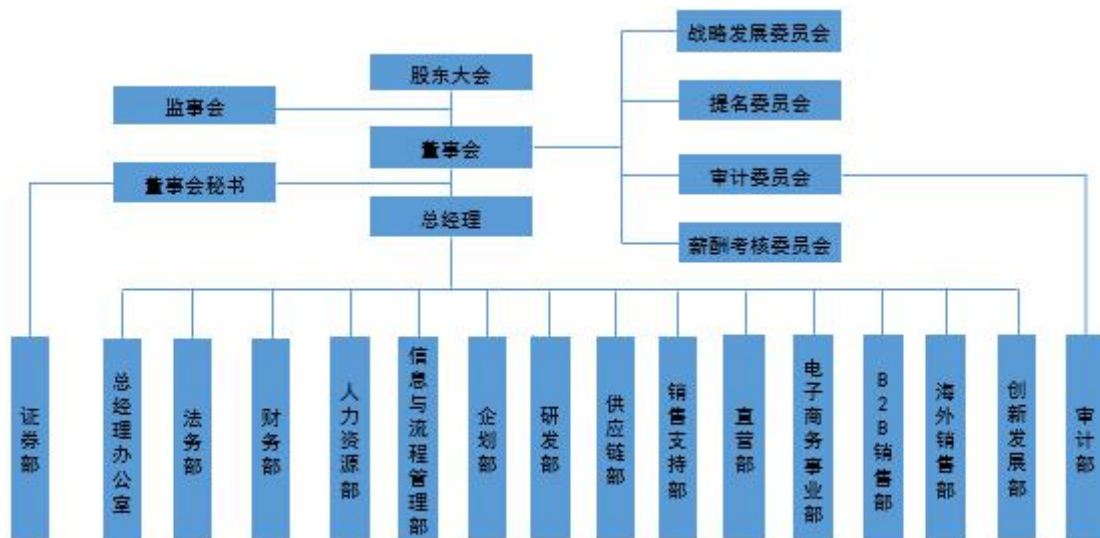 战略发展委员会
股东大会
监事会
提名委员会
董事会
董事会秘书
审计委员会
总经理
薪酬考核委员会
证券部
总经理办公室
法务部
财务部
人力资源部
信息与流程管理部
企划部
研发部
供应链部
销售支持部
直营部
电子商务事业部
B2B销售部
海外销售部
创新发展部
审计部